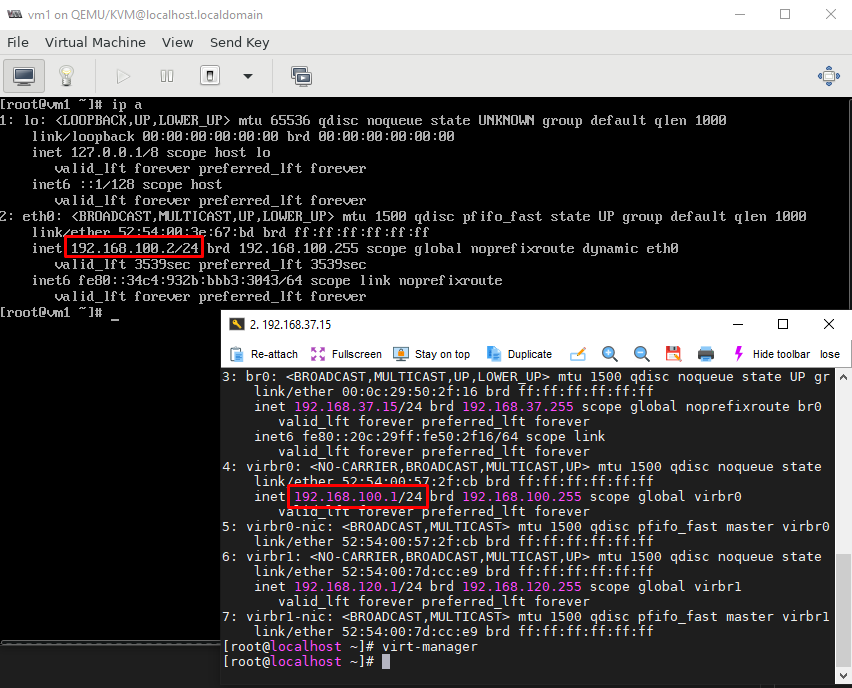 vm1 on QEMU/KVM@localhost.localdomain
File Virtual Machine View Send Key
[root@vm1 ~]# ip a
1: lo: <LOOPBACK,UP,LOWER_UP> mtu 65536 qdisc noqueue state UNKNOWN group default qlen 1000
link/loopback 00:00:00:00:00:00 brd 00:00:00:00:00:00
inet 127.0.0.1/8 scope host lo
valid_lft forever preferred_lft forever
inet6 ::1/128 scope host
valid_lft forever preferred_lft forever
2: eth0: <BROADCAST,MULTICAST,UP,LOWER_UP> mtu 1500 qdisc pfifo_fast state UP group default qlen 1000
link/ether 52:54:00:3e:67:bd brd ff:ff:ff:ff:ff:ff
inet 192.168.100.2/24 brd 192.168.100.255 scope global noprefixroute dynamic eth0
valid_lft 3539sec preferred_lft 3539sec
inet6 fe80::34c4:932b:bbb3:3043/64 scope link noprefixroute
valid_lft forever preferred_lft forever
[root@vm1 ~]# _
2. 192.168.37.15
Re-attach Fullscreen Stay on top Duplicate Hide toolbar lose
3: br0: <BROADCAST,MULTICAST,UP,LOWER_UP> mtu 1500 qdisc noqueue state UP gr
link/ether 00:0c:29:50:2f:16 brd ff:ff:ff:ff:ff:ff
inet 192.168.37.15/24 brd 192.168.37.255 scope global noprefixroute br0
valid_lft forever preferred_lft forever
inet6 fe80::20c:29ff:fe50:2f16/64 scope link
valid_lft forever preferred_lft forever
4: virbr0: <NO-CARRIER,BROADCAST,MULTICAST,UP> mtu 1500 qdisc noqueue state
link/ether 52:54:00:57:2f:cb brd ff:ff:ff:ff:ff:ff
inet 192.168.100.1/24 brd 192.168.100.255 scope global virbr0
valid_lft forever preferred_lft forever
5: virbr0-nic: <BROADCAST,MULTICAST> mtu 1500 qdisc pfifo_fast master virbr0
link/ether 52:54:00:57:2f:cb brd ff:ff:ff:ff:ff:ff
6: virbr1: <NO-CARRIER,BROADCAST,MULTICAST,UP> mtu 1500 qdisc noqueue state
link/ether 52:54:00:7d:cc:e9 brd ff:ff:ff:ff:ff:ff
inet 192.168.120.1/24 brd 192.168.120.255 scope global virbr1
valid_lft forever preferred_lft forever
7: virbr1-nic: <BROADCAST,MULTICAST> mtu 1500 qdisc pfifo_fast master virbr1
link/ether 52:54:00:7d:cc:e9 brd ff:ff:ff:ff:ff:ff
[root@localhost ~]# virt-manager
[root@localhost ~]#